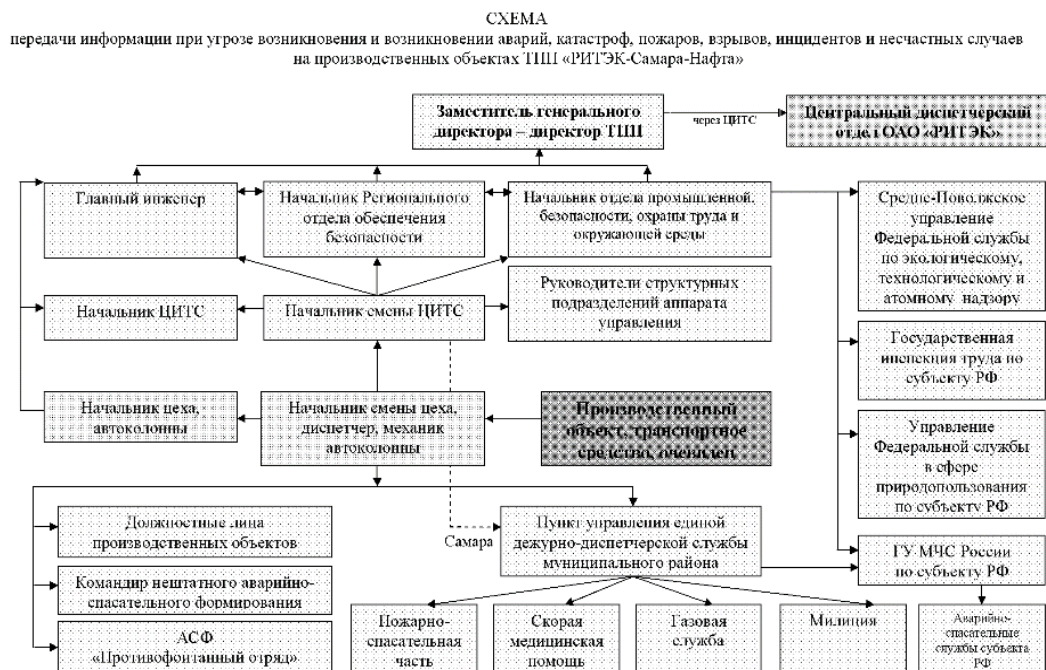 СХЕМА
передачи информации при угрозе возникновения и возникновении аварий, катастроф, пожаров, взрывов, инцидентов и несчастных случаев
на производственных объектах ТПП «РИТЭК-Самара-Нафта»
Заместитель генерального
директора – директор ТПП
через ЦИТС
Центральный диспетчерский
отдел ОАО «РИТЭК»
Главный инженер
Начальник Регионального
отдела обеспечения
безопасности
Начальник отдела промышленной
безопасности, охраны труда и
окружающей среды
Средне-Поволжское
управление
Федеральной службы
по экологическому,
технологическому и
атомному надзору
Начальник ЦИТС
Начальник смены ЦИТС
Руководители структурных
подразделений аппарата
управления
Государственная
инспекция труда по
субъекту РФ
Начальник цеха,
автоколонны
Начальник смены цеха,
диспетчер, механик
автоколонны
Производственный
объект, транспортное
средство, очевидец
Управление
Федеральной службы
в сфере
природопользования
по субъекту РФ
Должностные лица
производственных объектов
Самара
Пункт управления единой
дежурно-диспетчерской службы
муниципального района
ГУ МЧС России
по субъекту РФ
Командир нештатного аварийно-
спасательного формирования
АСФ
«Противофонтанный отряд»
Пожарно-
спасательная
часть
Скорая
медицинская
помощь
Газовая
служба
Милиция
Аварийно-
спасательные
службы субъекта
РФ